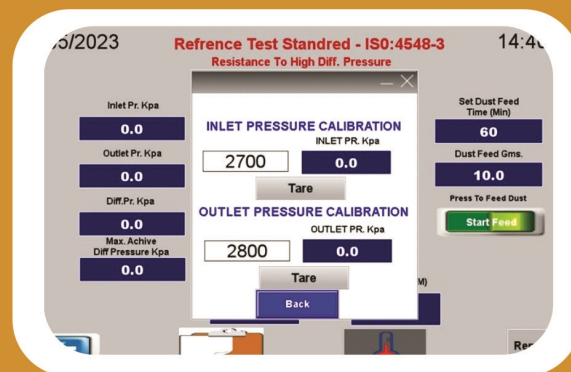 5/2023 Refrence Test Standred - IS0:4548-3 14:4
Resistance To High Diff. Pressure
Inlet Pr. Kpa
0.0
Outlet Pr. Kpa
0.0
Diff.Pr. Kpa
0.0
Max. Achive
Diff Pressure Kpa
0.0
INLET PRESSURE CALIBRATION
INLET PR. Kpa
2700 0.0
Tare
OUTLET PRESSURE CALIBRATION
OUTLET PR. Kpa
2800 0.0
Tare
Back
Set Dust Feed
Time (Min)
60
Dust Feed Gms.
10.0
Press To Feed Dust
Start Feed
M)